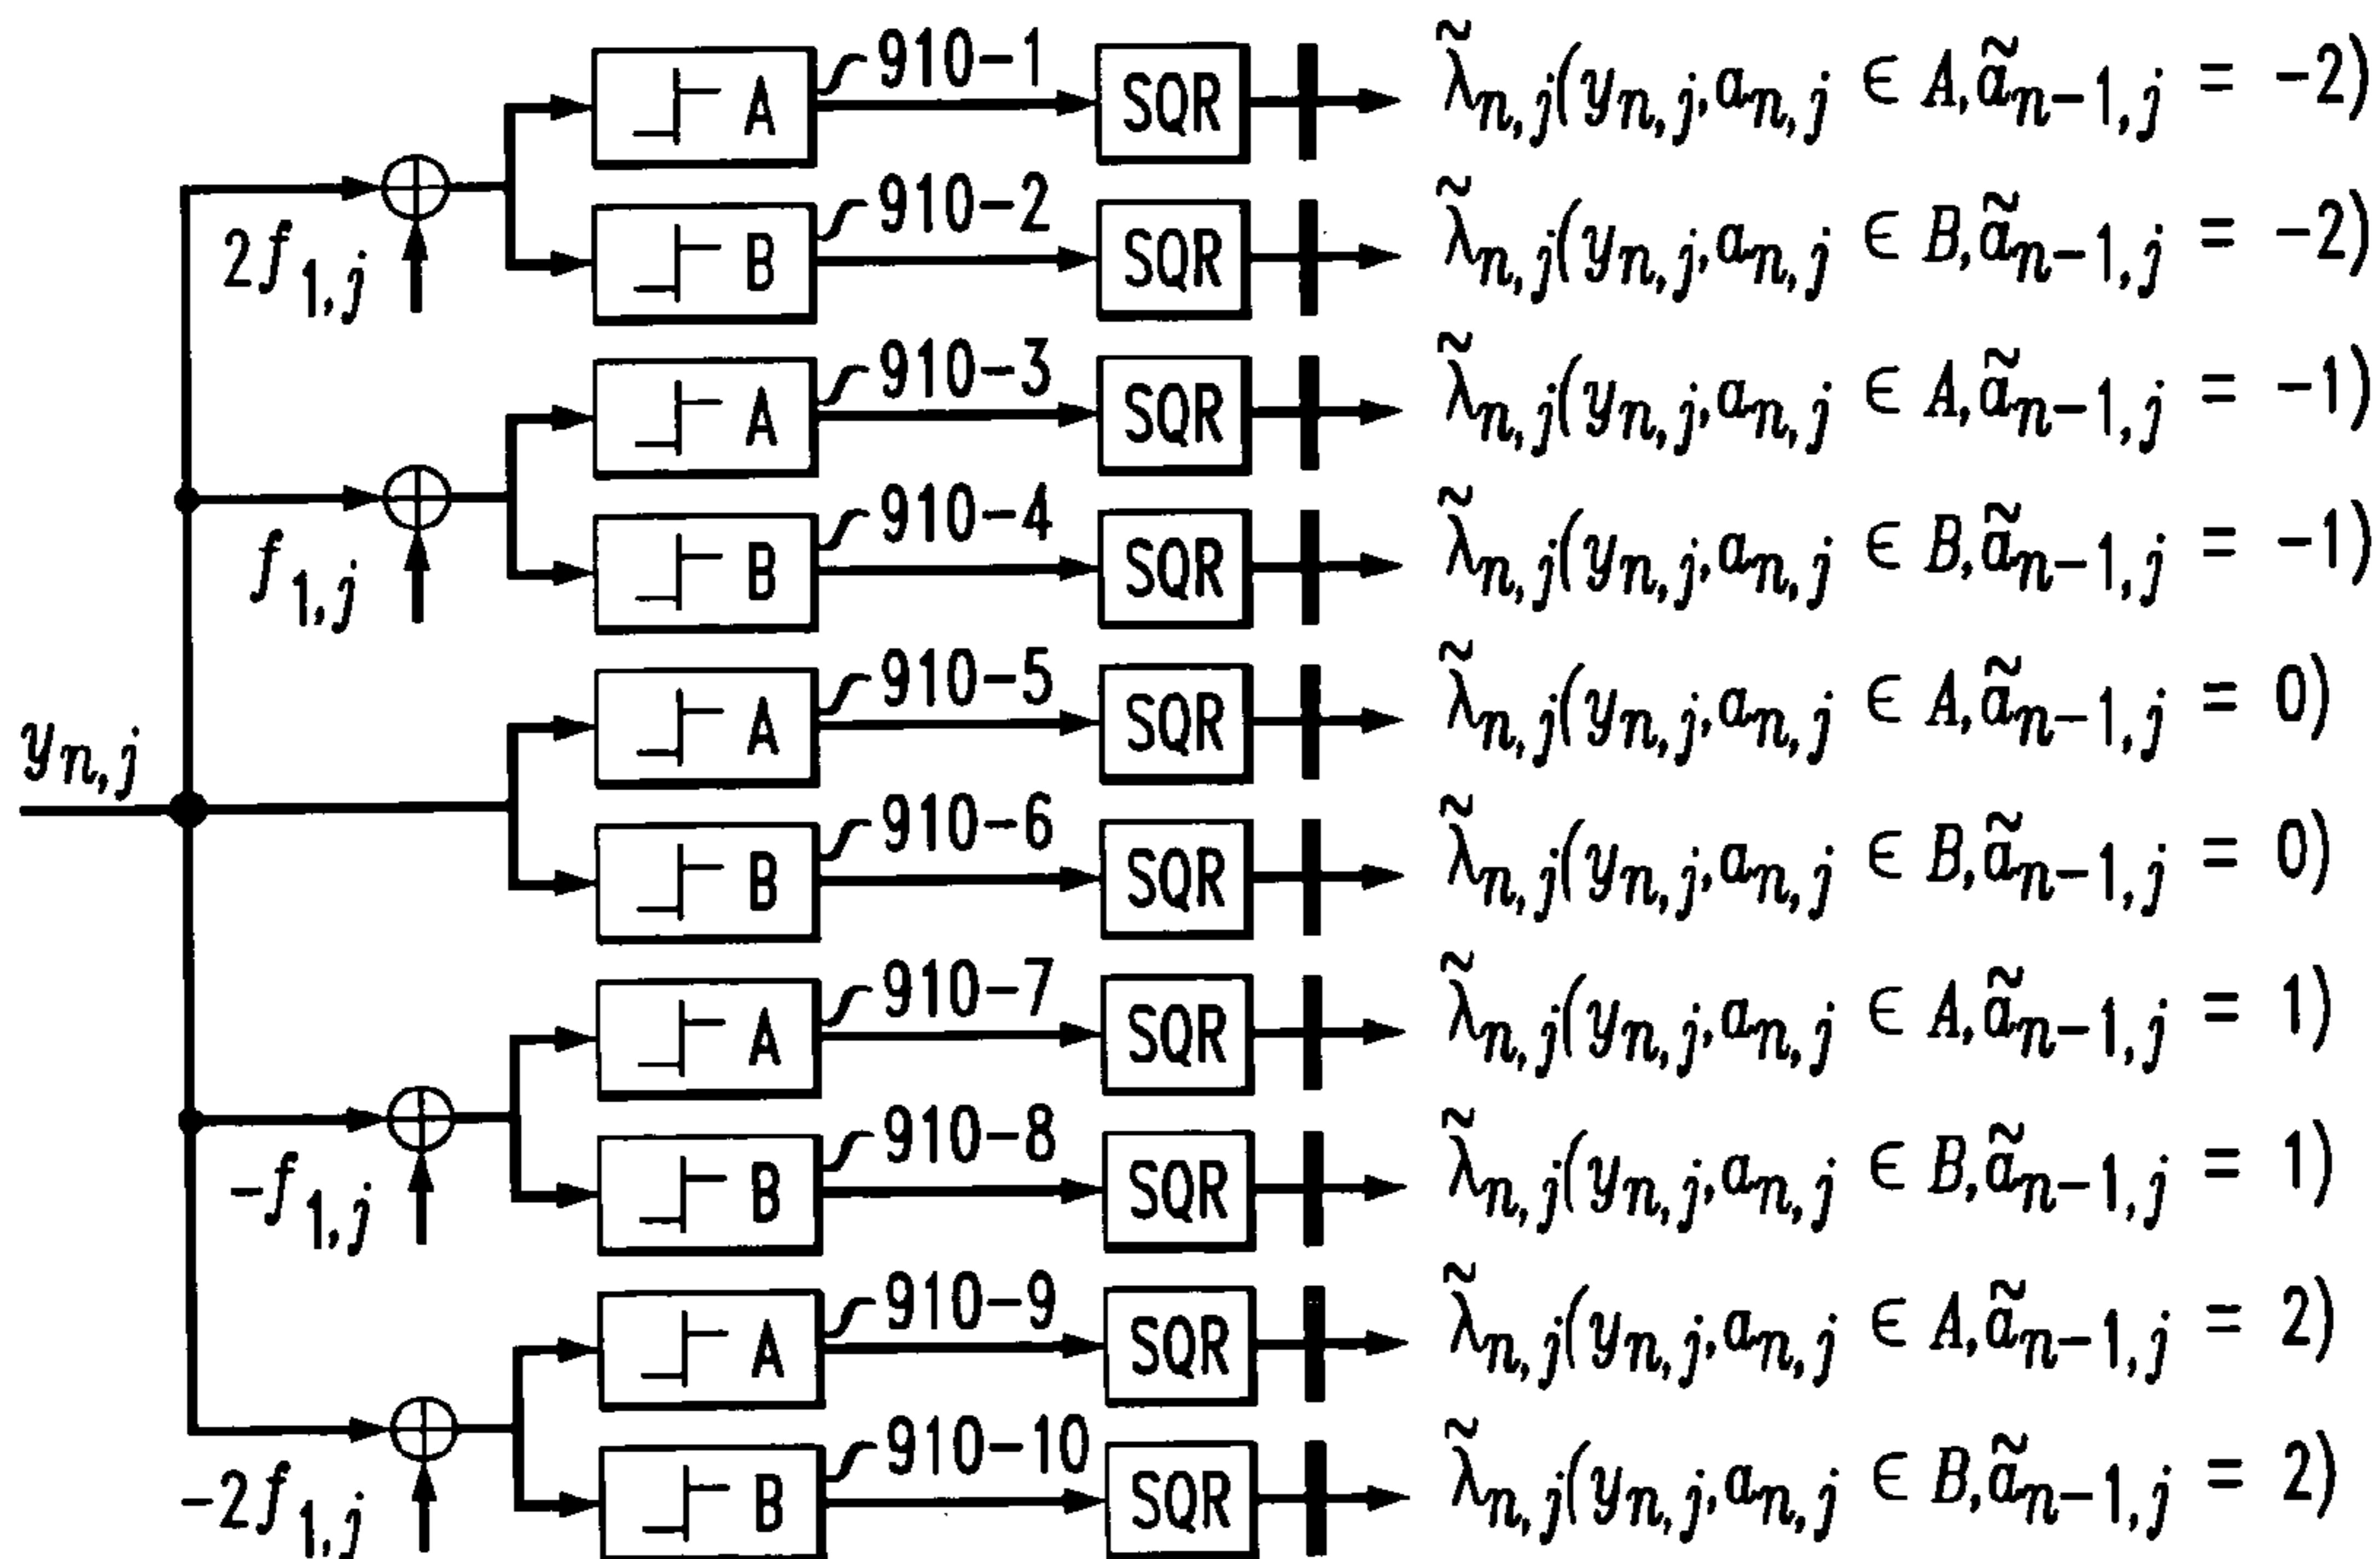 A 910-1 SQR λ̃n,j(yn,j, an,j ∈ A, ãn-1,j = -2)
2f1,j
B 910-2 SQR λ̃n,j(yn,j, an,j ∈ B, ãn-1,j = -2)
A 910-3 SQR λ̃n,j(yn,j, an,j ∈ A, ãn-1,j = -1)
f1,j
B 910-4 SQR λ̃n,j(yn,j, an,j ∈ B, ãn-1,j = -1)
A 910-5 SQR λ̃n,j(yn,j, an,j ∈ A, ãn-1,j = 0)
yn,j
B 910-6 SQR λ̃n,j(yn,j, an,j ∈ B, ãn-1,j = 0)
A 910-7 SQR λ̃n,j(yn,j, an,j ∈ A, ãn-1,j = 1)
-f1,j
B 910-8 SQR λ̃n,j(yn,j, an,j ∈ B, ãn-1,j = 1)
A 910-9 SQR λ̃n,j(yn,j, an,j ∈ A, ãn-1,j = 2)
-2f1,j
B 910-10 SQR λ̃n,j(yn,j, an,j ∈ B, ãn-1,j = 2)